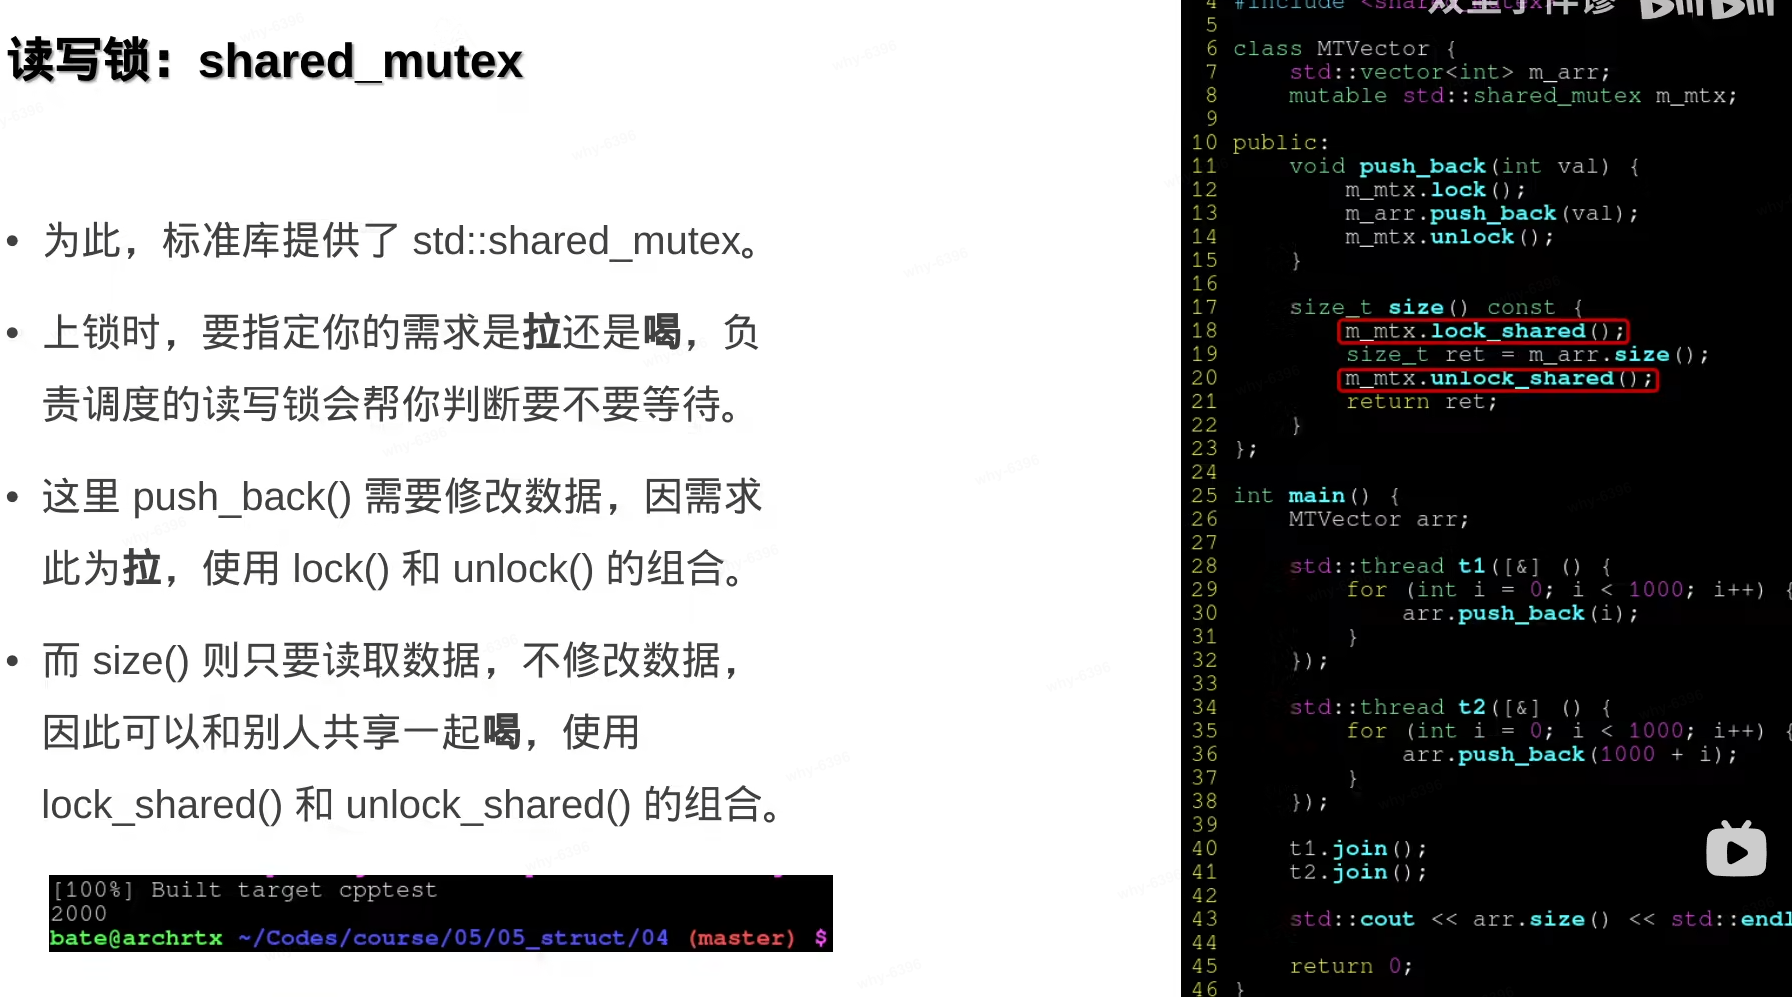 读写锁：shared_mutex
• 为此，标准库提供了 std::shared_mutex。
• 上锁时，要指定你的需求是拉还是喝，负
责调度的读写锁会帮你判断要不要等待。
• 这里 push_back() 需要修改数据，因需求
此为拉，使用 lock() 和 unlock() 的组合。
• 而 size() 则只要读取数据，不修改数据，
因此可以和别人共享一起喝，使用
lock_shared() 和 unlock_shared() 的组合。
[100%] Built target cpptest
2000
bate@archrtx ~/Codes/course/05/05_struct/04 (master) $
4 #include <shared_mutex>
5
6 class MTVector {
7     std::vector<int> m_arr;
8     mutable std::shared_mutex m_mtx;
9
10 public:
11     void push_back(int val) {
12         m_mtx.lock();
13         m_arr.push_back(val);
14         m_mtx.unlock();
15     }
16
17     size_t size() const {
18         m_mtx.lock_shared();
19         size_t ret = m_arr.size();
20         m_mtx.unlock_shared();
21         return ret;
22     }
23 };
24
25 int main() {
26     MTVector arr;
27
28     std::thread t1([&] () {
29         for (int i = 0; i < 1000; i++) {
30             arr.push_back(i);
31         }
32     });
33
34     std::thread t2([&] () {
35         for (int i = 0; i < 1000; i++) {
36             arr.push_back(1000 + i);
37         }
38     });
39
40     t1.join();
41     t2.join();
42
43     std::cout << arr.size() << std::endl
44
45     return 0;
46 }
why-6396